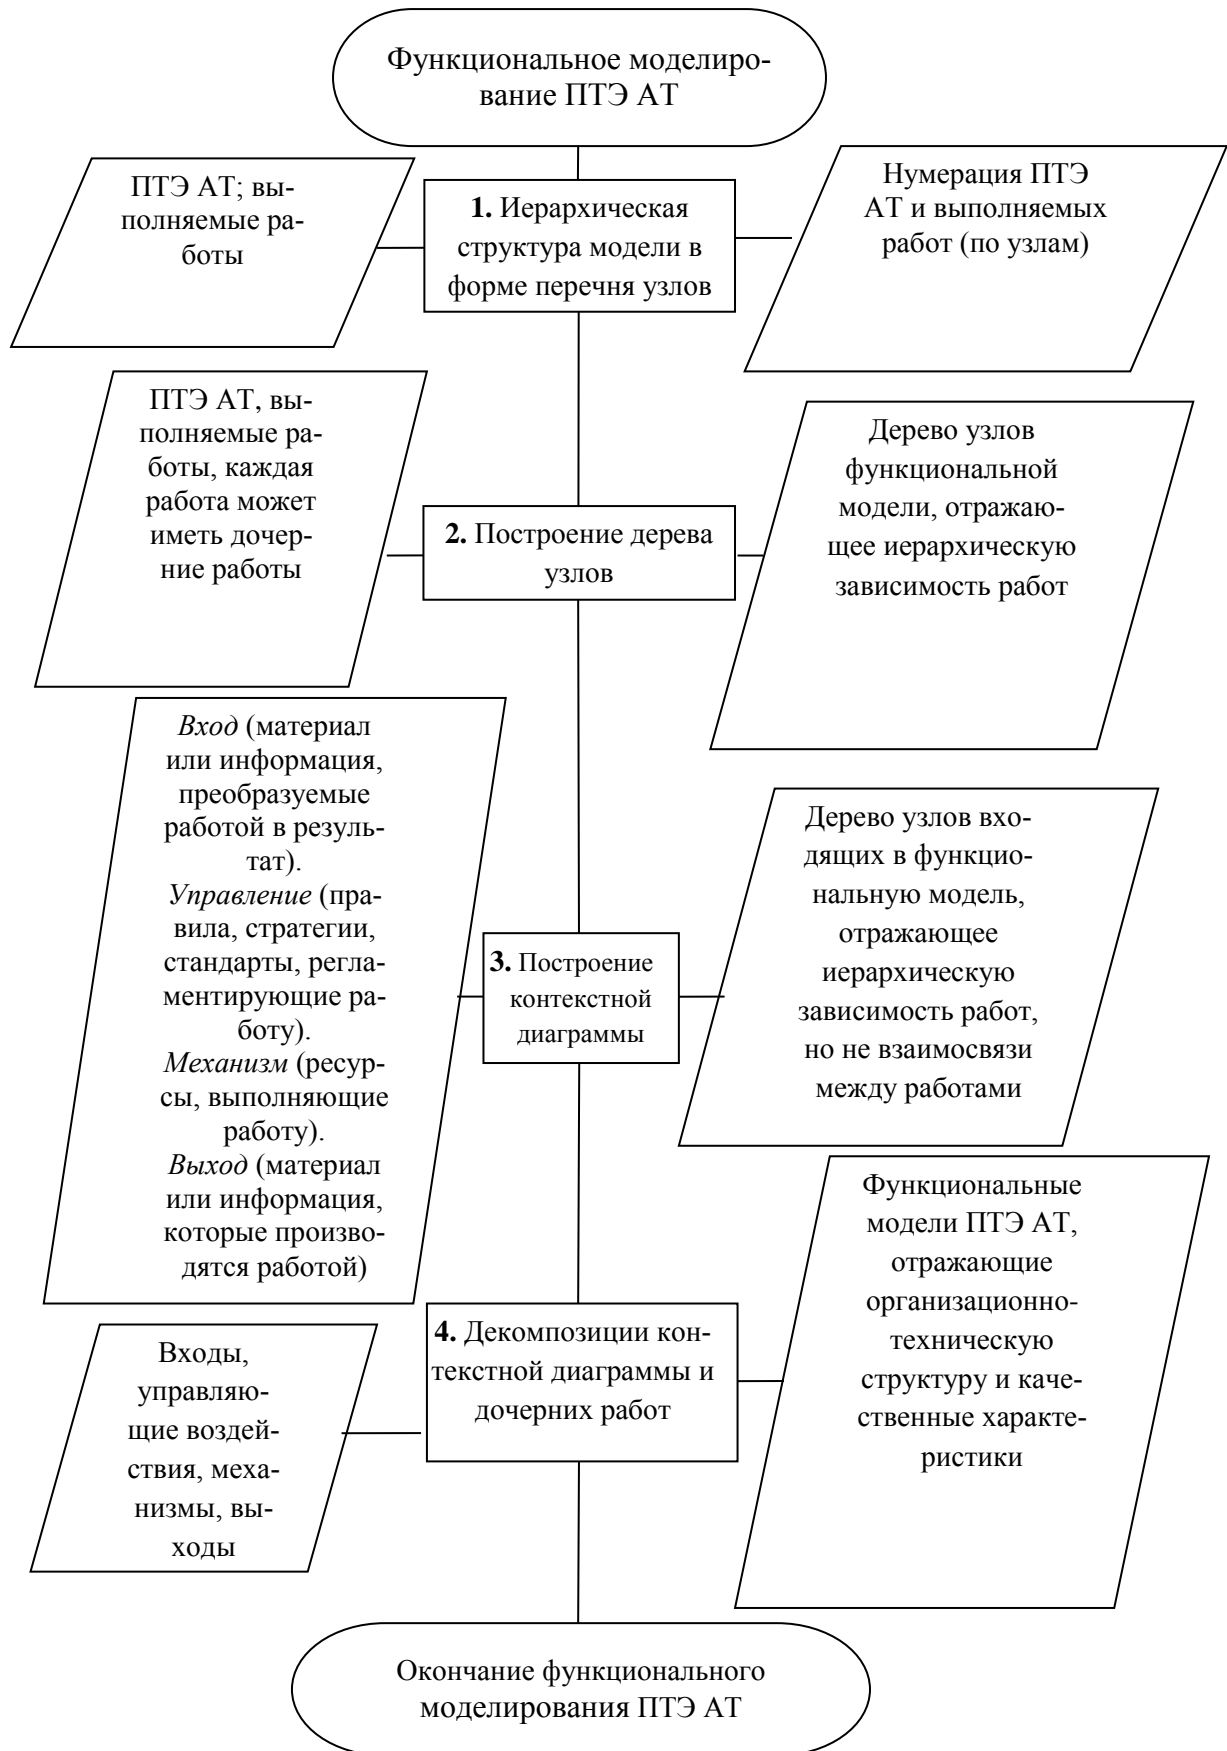 Функциональное моделиро-
вание ПТЭ АТ
ПТЭ АТ; вы-
полняемые ра-
боты
1. Иерархическая
структура модели в
форме перечня узлов
Нумерация ПТЭ
АТ и выполняемых
работ (по узлам)
ПТЭ АТ, вы-
полняемые ра-
боты, каждая
работа может
иметь дочер-
ние работы
2. Построение дерева
узлов
Дерево узлов
функциональной
модели, отражаю-
щее иерархическую
зависимость работ
Вход (материал
или информация,
преобразуемые
работой в резуль-
тат).
Управление (пра-
вила, стратегии,
стандарты, регла-
ментирующие ра-
боту).
Механизм (ресур-
сы, выполняющие
работу).
Выход (материал
или информация,
которые произво-
дятся работой)
3. Построение
контекстной
диаграммы
Дерево узлов вхо-
дящих в функцио-
нальную модель,
отражающее
иерархическую
зависимость работ,
но не взаимосвязи
между работами
Входы,
управляю-
щие воздей-
ствия, меха-
низмы, вы-
ходы
4. Декомпозиции кон-
текстной диаграммы и
дочерних работ
Функциональные
модели ПТЭ АТ,
отражающие
организационно-
техническую
структуру и каче-
ственные характе-
ристики
Окончание функционального
моделирования ПТЭ АТ